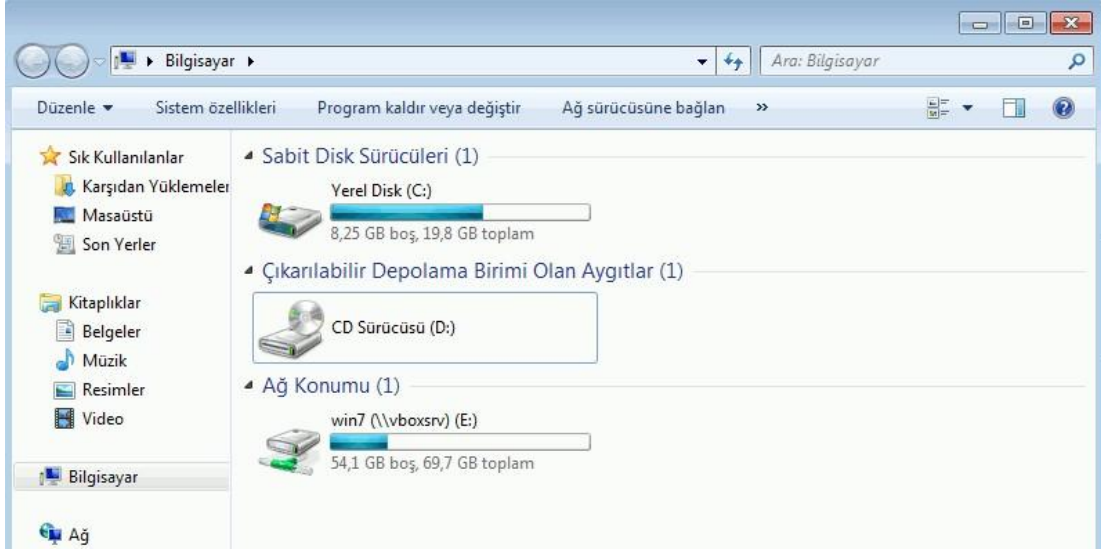 Bilgisayar
Ara: Bilgisayar
Düzenle Sistem özellikleri Program kaldır veya değiştir Ağ sürücüsüne bağlan »
Sık Kullanılanlar
Karşıdan Yüklemeler
Masaüstü
Son Yerler
Kitaplıklar
Belgeler
Müzik
Resimler
Video
Bilgisayar
Ağ
Sabit Disk Sürücüleri (1)
Yerel Disk (C:)
8,25 GB boş, 19,8 GB toplam
Çıkarılabilir Depolama Birimi Olan Aygıtlar (1)
CD Sürücüsü (D:)
Ağ Konumu (1)
win7 (\\vboxsrv) (E:)
54,1 GB boş, 69,7 GB toplam